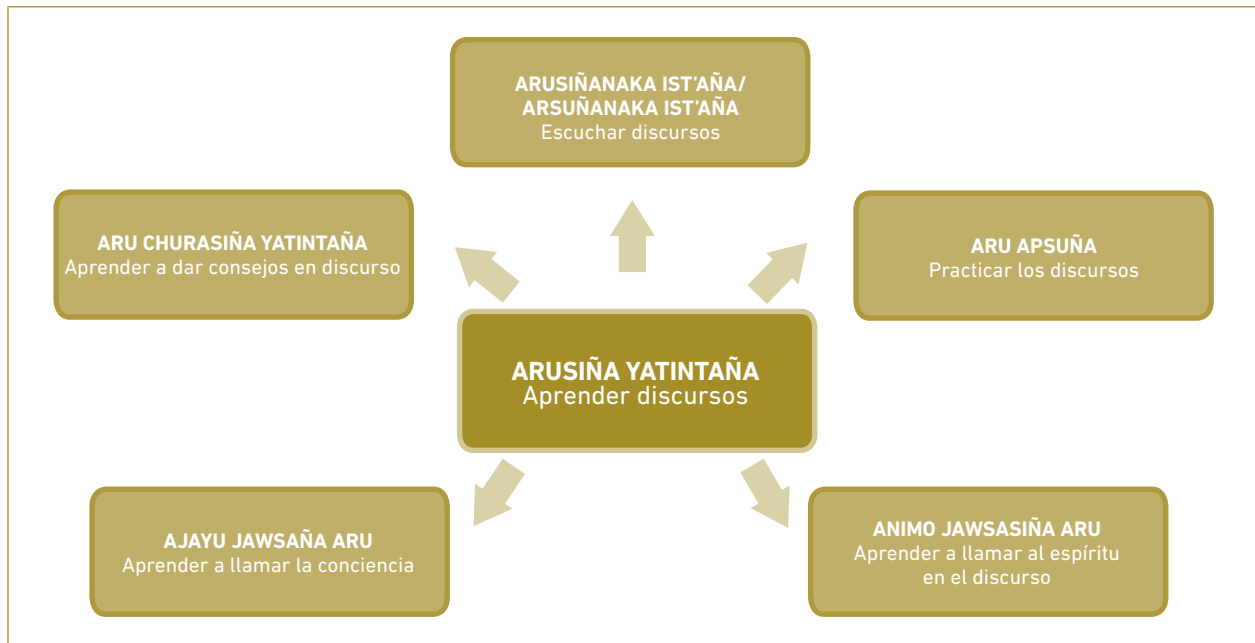 ARUSIÑANAKA IST'AÑA/
ARSUÑANAKA IST'AÑA
Escuchar discursos
ARU CHURASIÑA YATINTAÑA
Aprender a dar consejos en discurso
ARU APSUÑA
Practicar los discursos
ARUSIÑA YATINTAÑA
Aprender discursos
AJAYU JAWSAÑA ARU
Aprender a llamar la conciencia
ANIMO JAWSASIÑA ARU
Aprender a llamar al espíritu
en el discurso